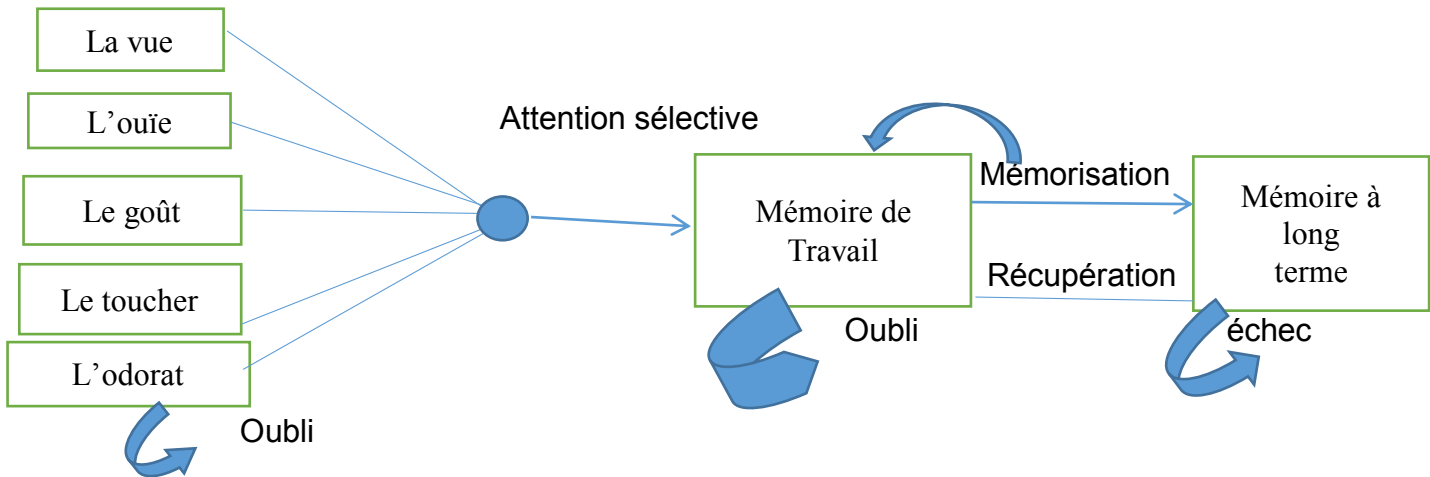 La vue
L’ouïe
Le goût
Le toucher
L’odorat
Oubli
Attention sélective
Mémoire de
Travail
Oubli
Mémorisation
Récupération
Mémoire à
long
terme
échec